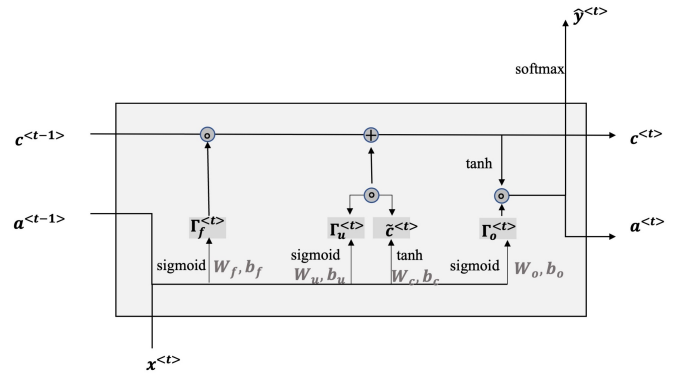 ŷ<t>
softmax
c<t-1>
c<t>
tanh
a<t-1>
Γf<t>
Γu<t> c̃<t>
Γo<t>
a<t>
sigmoid Wf, bf
sigmoid Wu, bu
tanh Wc, bc
sigmoid Wo, bo
x<t>